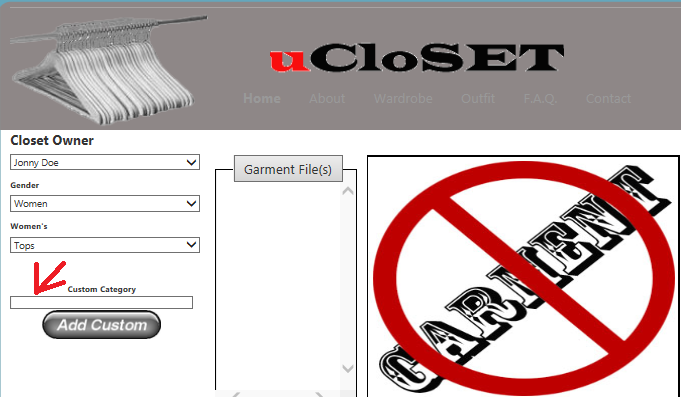 uCloSET
Home About Wardrobe Outfit F.A.Q. Contact
Closet Owner
Jonny Doe
Gender
Women
Women's
Tops
Custom Category
Add Custom
Garment File(s)
GARMENT